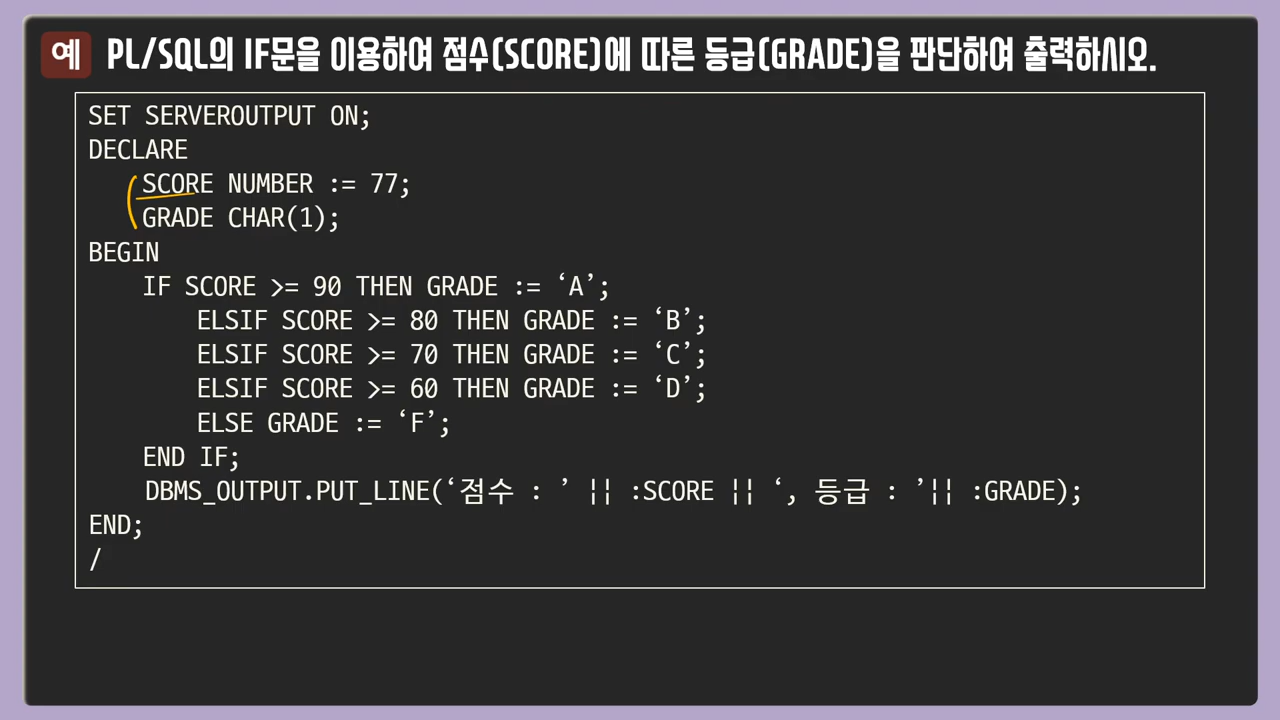 예 PL/SQL의 IF문을 이용하여 점수(SCORE)에 따른 등급(GRADE)을 판단하여 출력하시오.
SET SERVEROUTPUT ON;
DECLARE
SCORE NUMBER := 77;
GRADE CHAR(1);
BEGIN
IF SCORE >= 90 THEN GRADE := ‘A’;
ELSIF SCORE >= 80 THEN GRADE := ‘B’;
ELSIF SCORE >= 70 THEN GRADE := ‘C’;
ELSIF SCORE >= 60 THEN GRADE := ‘D’;
ELSE GRADE := ‘F’;
END IF;
DBMS_OUTPUT.PUT_LINE(‘점수 : ’ || :SCORE || ‘, 등급 : ’|| :GRADE);
END;
/